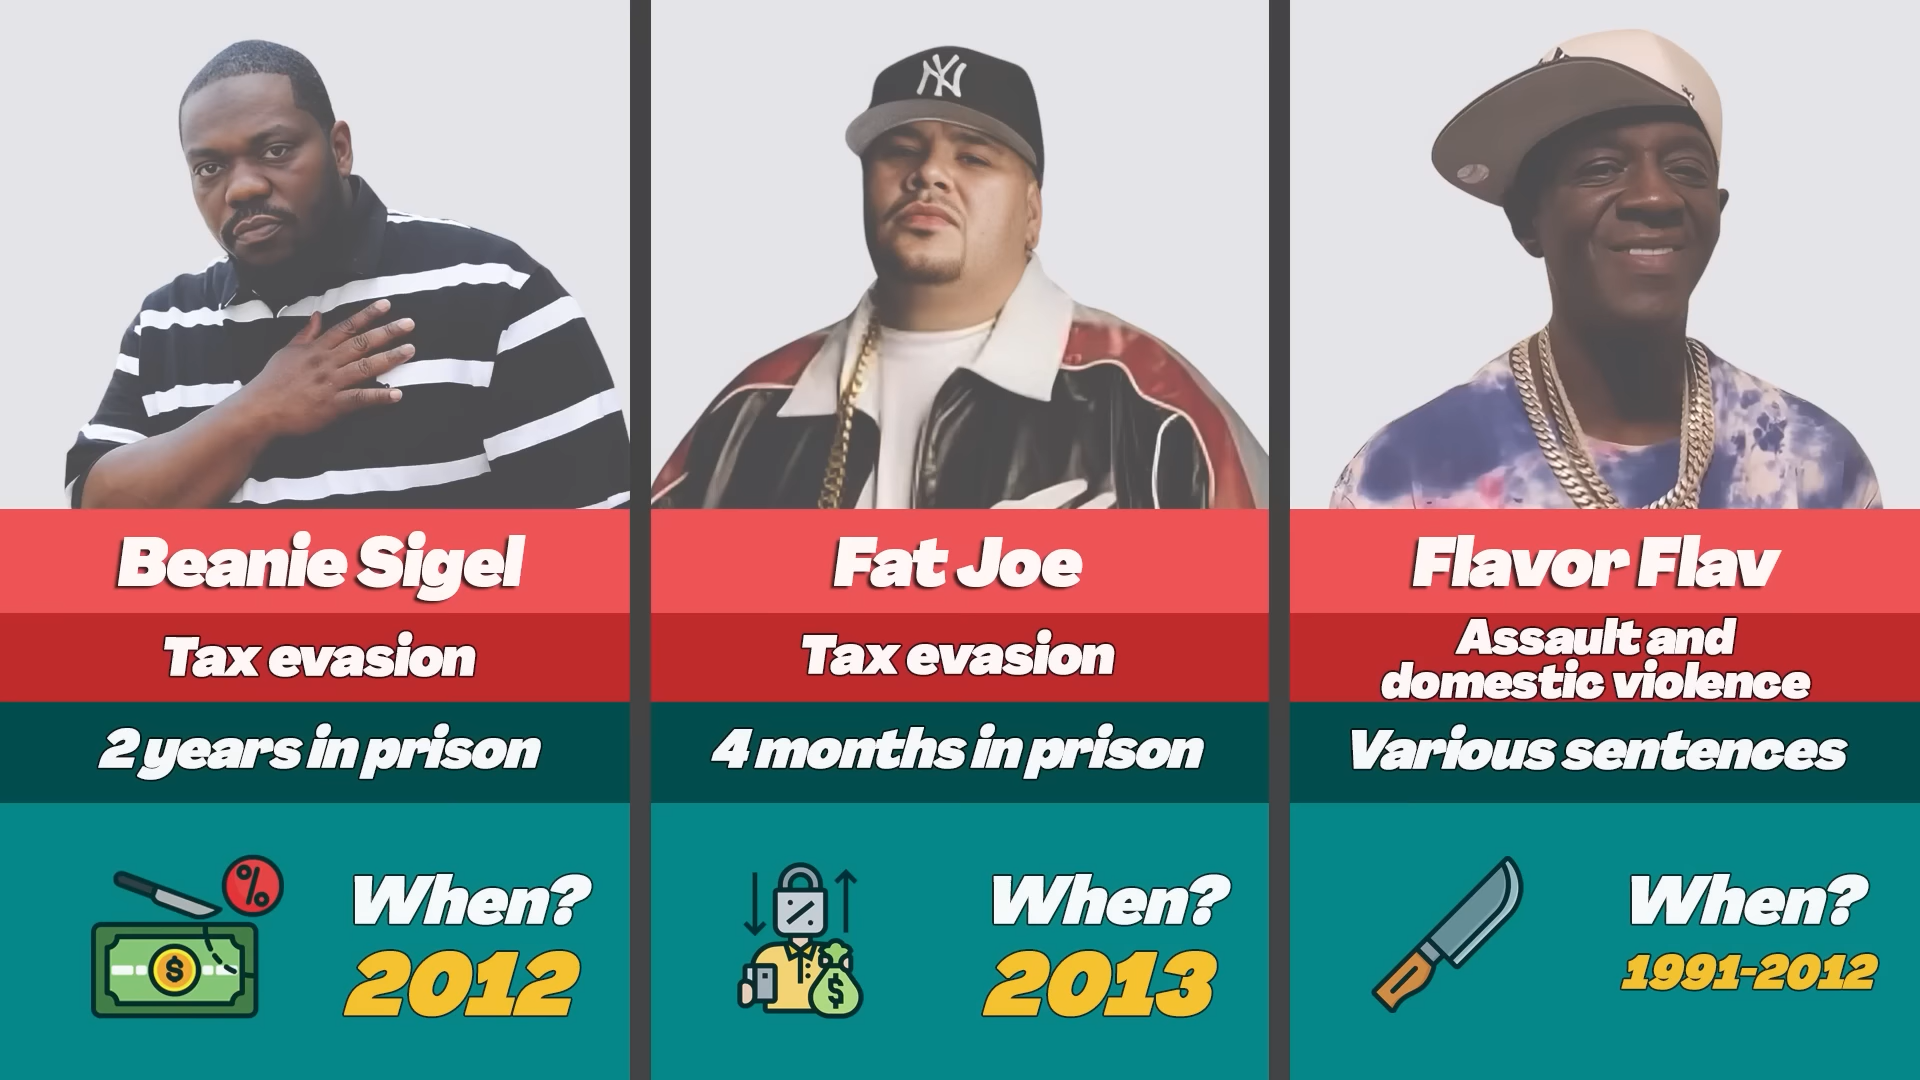 NY
Beanie Sigel
Tax evasion
2 years in prison
%
$
When?
2012
Fat Joe
Tax evasion
4 months in prison
%
$
When?
2013
Flavor Flav
Assault and
domestic violence
Various sentences
When?
1991-2012